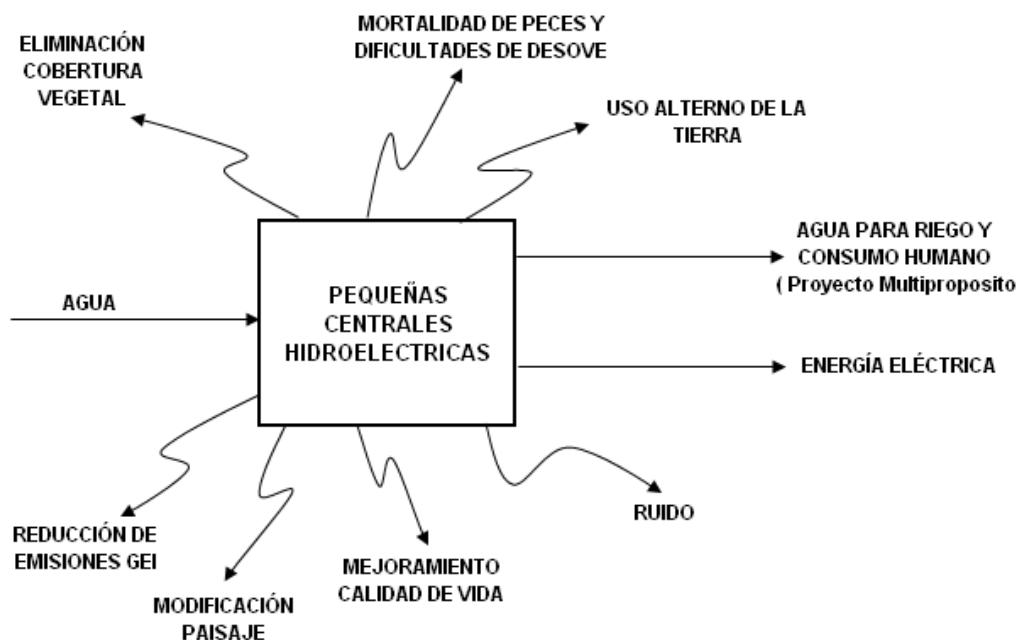 MORTALIDAD DE PECES Y
DIFICULTADES DE DESOVE
ELIMINACIÓN
COBERTURA
VEGETAL
USO ALTERNO DE LA
TIERRA
AGUA PARA RIEGO Y
CONSUMO HUMANO
( Proyecto Multiproposito
AGUA
PEQUEÑAS
CENTRALES
HIDROELECTRICAS
ENERGÍA ELÉCTRICA
REDUCCIÓN DE
EMISIONES GEI
MODIFICACIÓN
PAISAJE
MEJORAMIENTO
CALIDAD DE VIDA
RUIDO